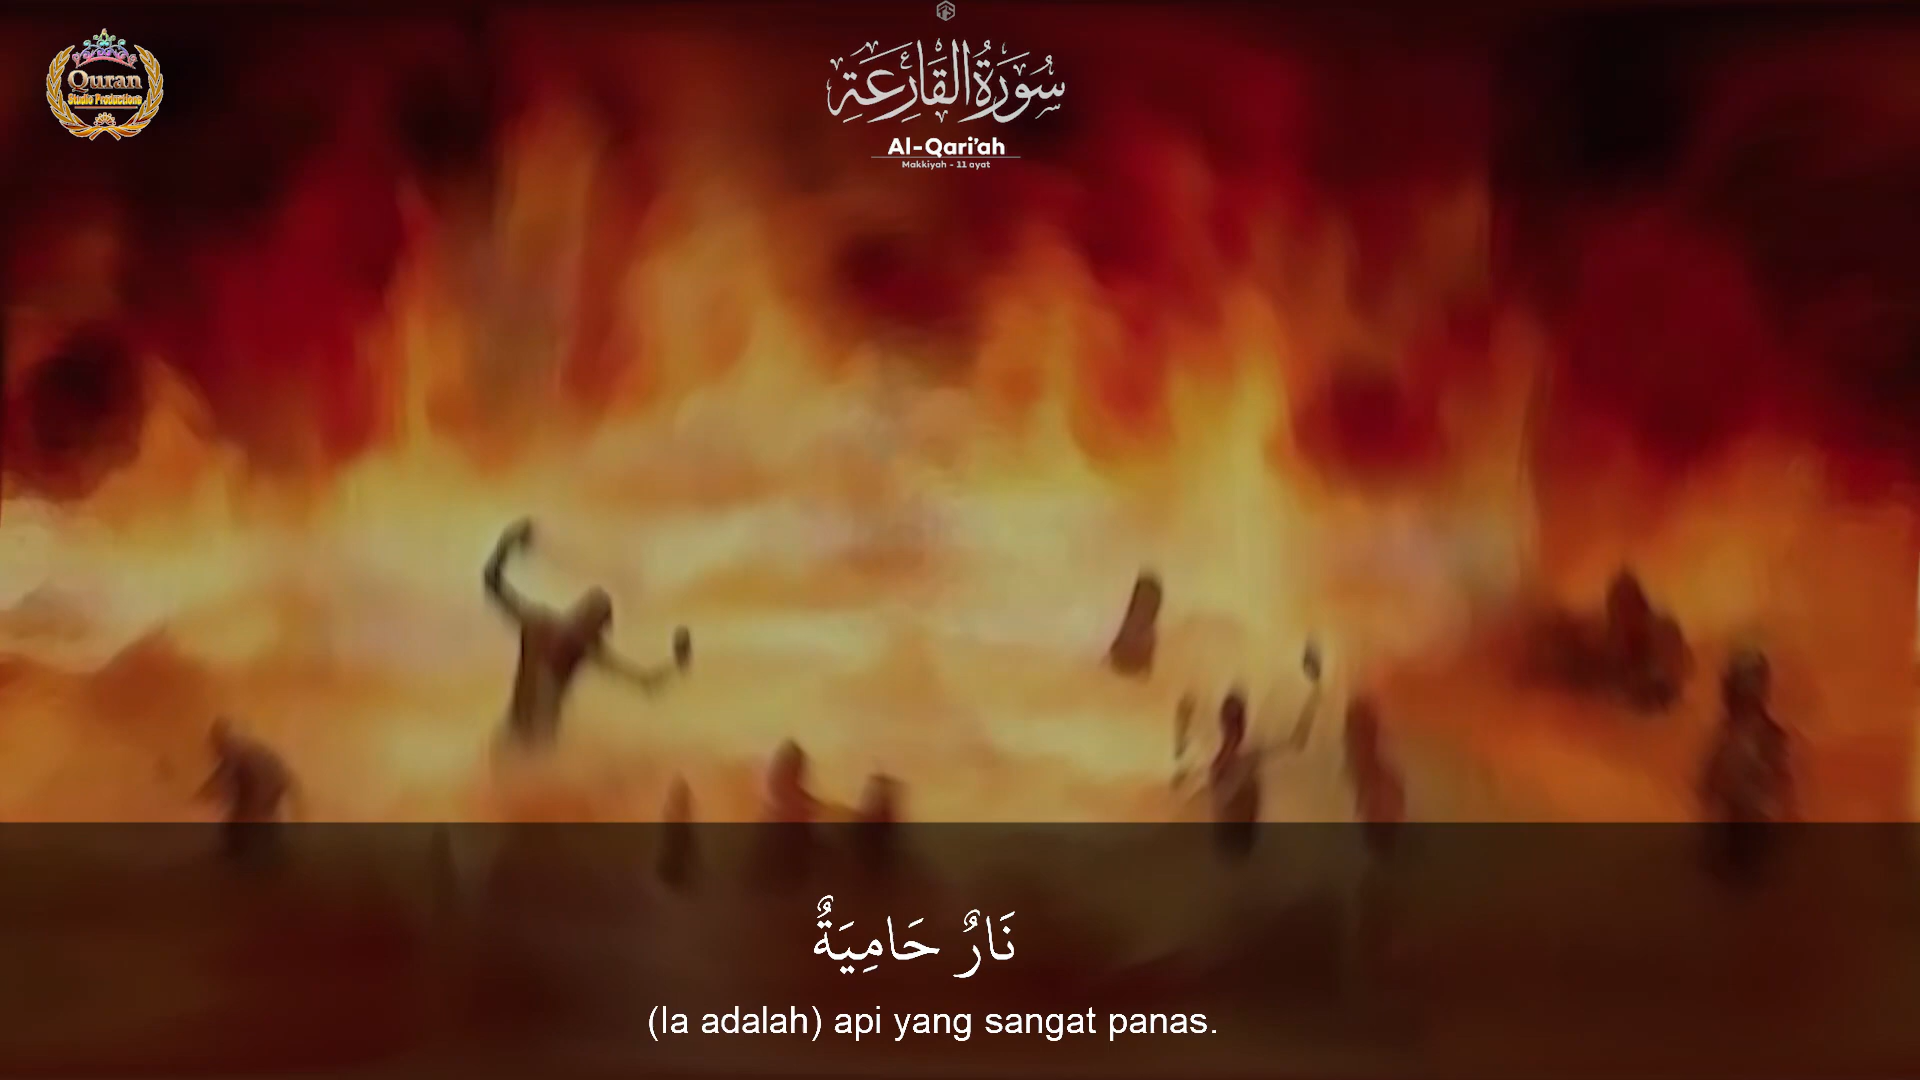 Quran
Studio Productions
سُورَةُ الْقَارِعَةِ
Al-Qari'ah
Makkiyah - 11 ayat
نَارٌ حَامِيَةٌ
(Ia adalah) api yang sangat panas.